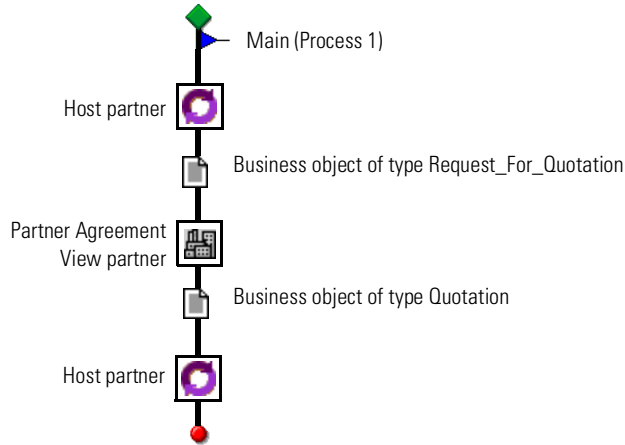 Main (Process 1)
Host partner
Business object of type Request_For_Quotation
Partner Agreement
View partner
Business object of type Quotation
Host partner